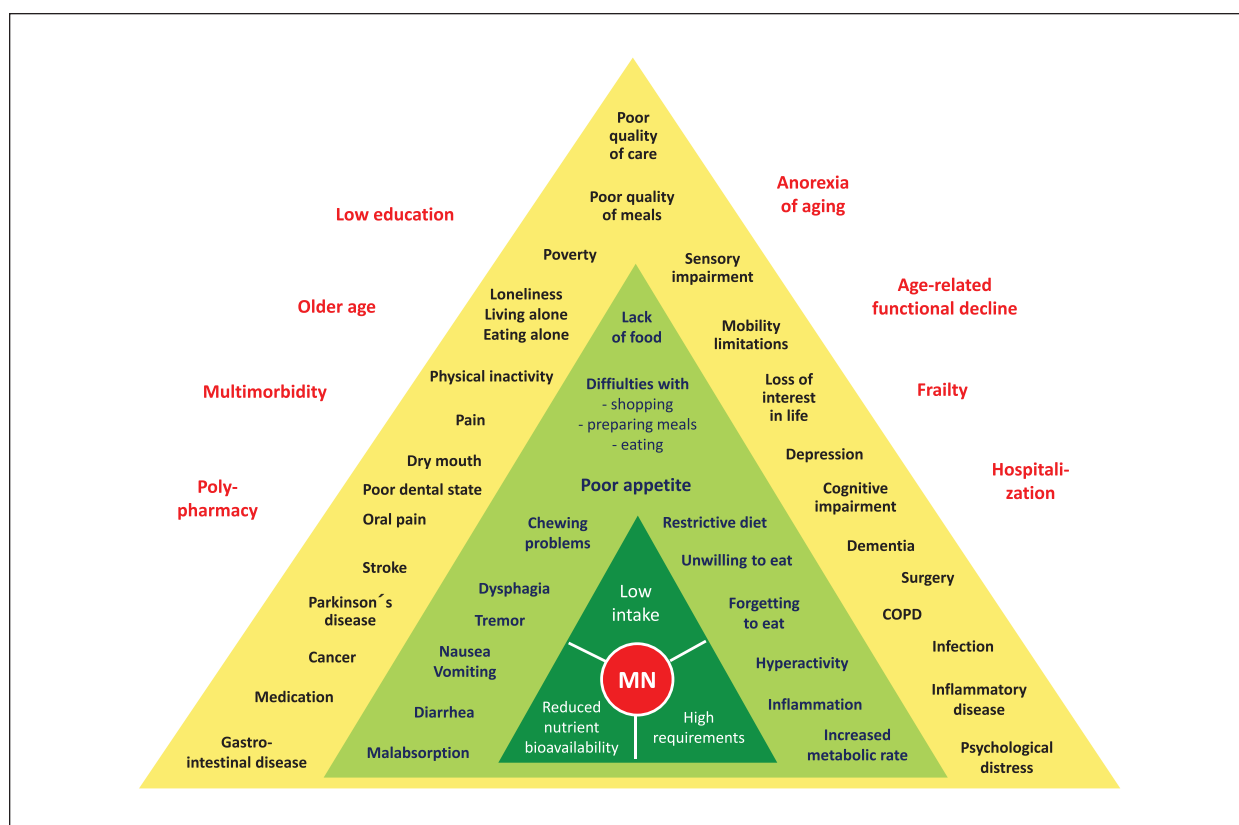 Poor
quality
of care
Poor quality
of meals
Poverty
Loneliness
Living alone
Eating alone
Physical inactivity
Pain
Dry mouth
Poor dental state
Oral pain
Stroke
Parkinson´s
disease
Cancer
Medication
Gastro-
intestinal disease
Sensory
impairment
Mobility
limitations
Loss of
interest
in life
Depression
Cognitive
impairment
Dementia
Surgery
COPD
Infection
Inflammatory
disease
Psychological
distress
Low education
Older age
Multimorbidity
Poly-
pharmacy
Anorexia
of aging
Age-related
functional decline
Frailty
Hospitali-
zation
Lack
of food
Diffiulties with
- shopping
- preparing meals
- eating
Poor appetite
Chewing
problems
Dysphagia
Tremor
Nausea
Vomiting
Diarrhea
Malabsorption
Restrictive diet
Unwilling to eat
Forgetting
to eat
Hyperactivity
Inflammation
Increased
metabolic rate
Low
intake
MN
Reduced
nutrient
bioavailability
High
requirements